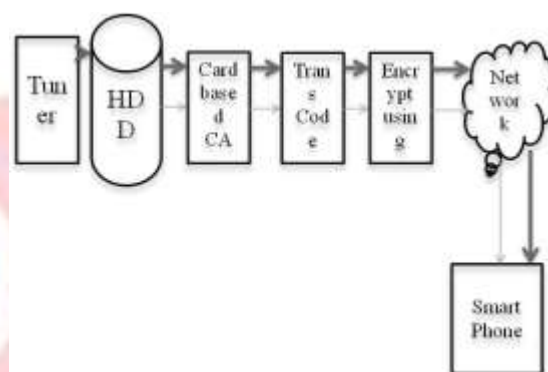 Tun
er
HD
D
Card
base
d
CA
Tran
s
Cod
e
Encr
ypt
usin
g
Net
wor
k
Smart
Phone